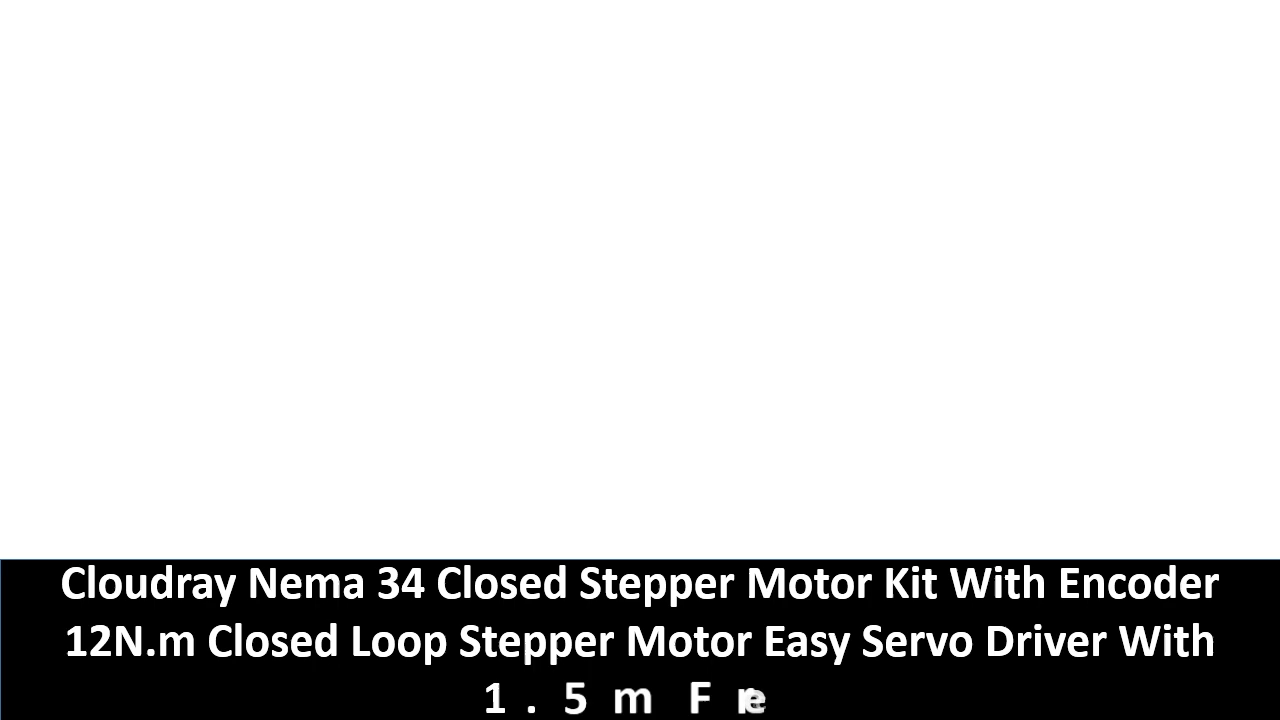 Cloudray Nema 34 Closed Stepper Motor Kit With Encoder
12N.m Closed Loop Stepper Motor Easy Servo Driver With
1.5m